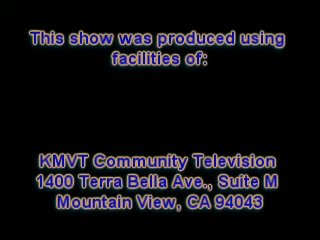 This show was produced using
facilities of:
KMVT Community Television
1400 Terra Bella Ave., Suite M
Mountain View, CA 94043